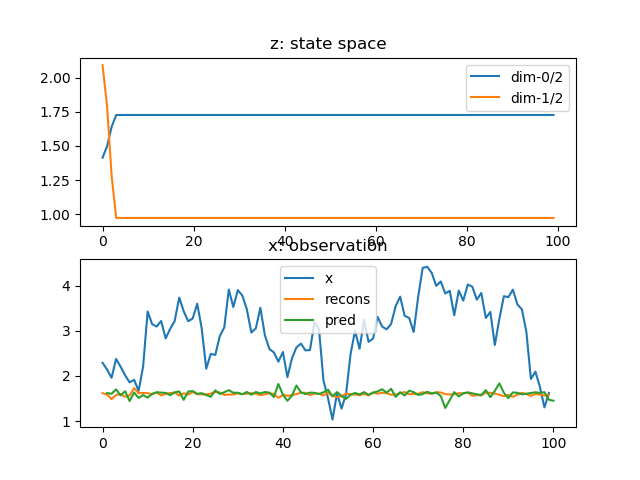 z: state space
2.00
1.75
1.50
1.25
1.00
dim-0/2
dim-1/2
0 20 40 60 80 100
x: observation
4
3
2
1
x
recons
pred
0 20 40 60 80 100